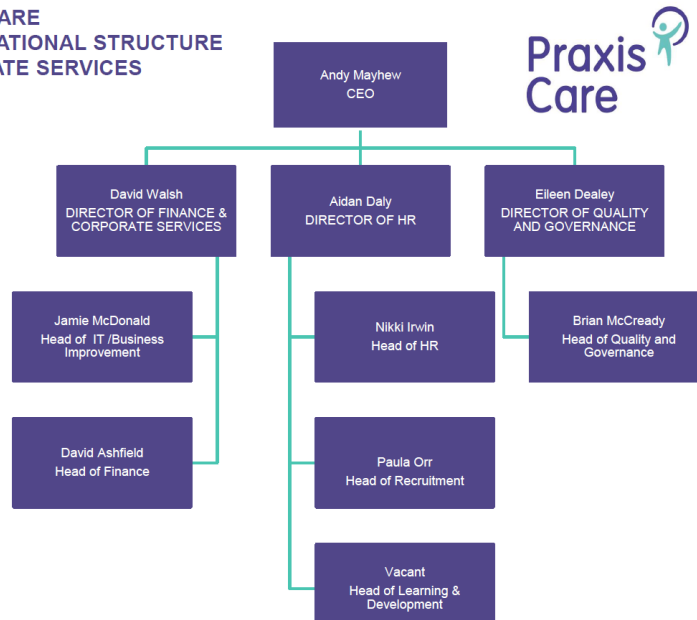 ARE
ATIONAL STRUCTURE
ATE SERVICES
Praxis
Care
Andy Mayhew
CEO
David Walsh
DIRECTOR OF FINANCE &
CORPORATE SERVICES
Aidan Daly
DIRECTOR OF HR
Eileen Dealey
DIRECTOR OF QUALITY
AND GOVERNANCE
Jamie McDonald
Head of IT /Business
Improvement
Nikki Irwin
Head of HR
Brian McCready
Head of Quality and
Governance
David Ashfield
Head of Finance
Paula Orr
Head of Recruitment
Vacant
Head of Learning &
Development